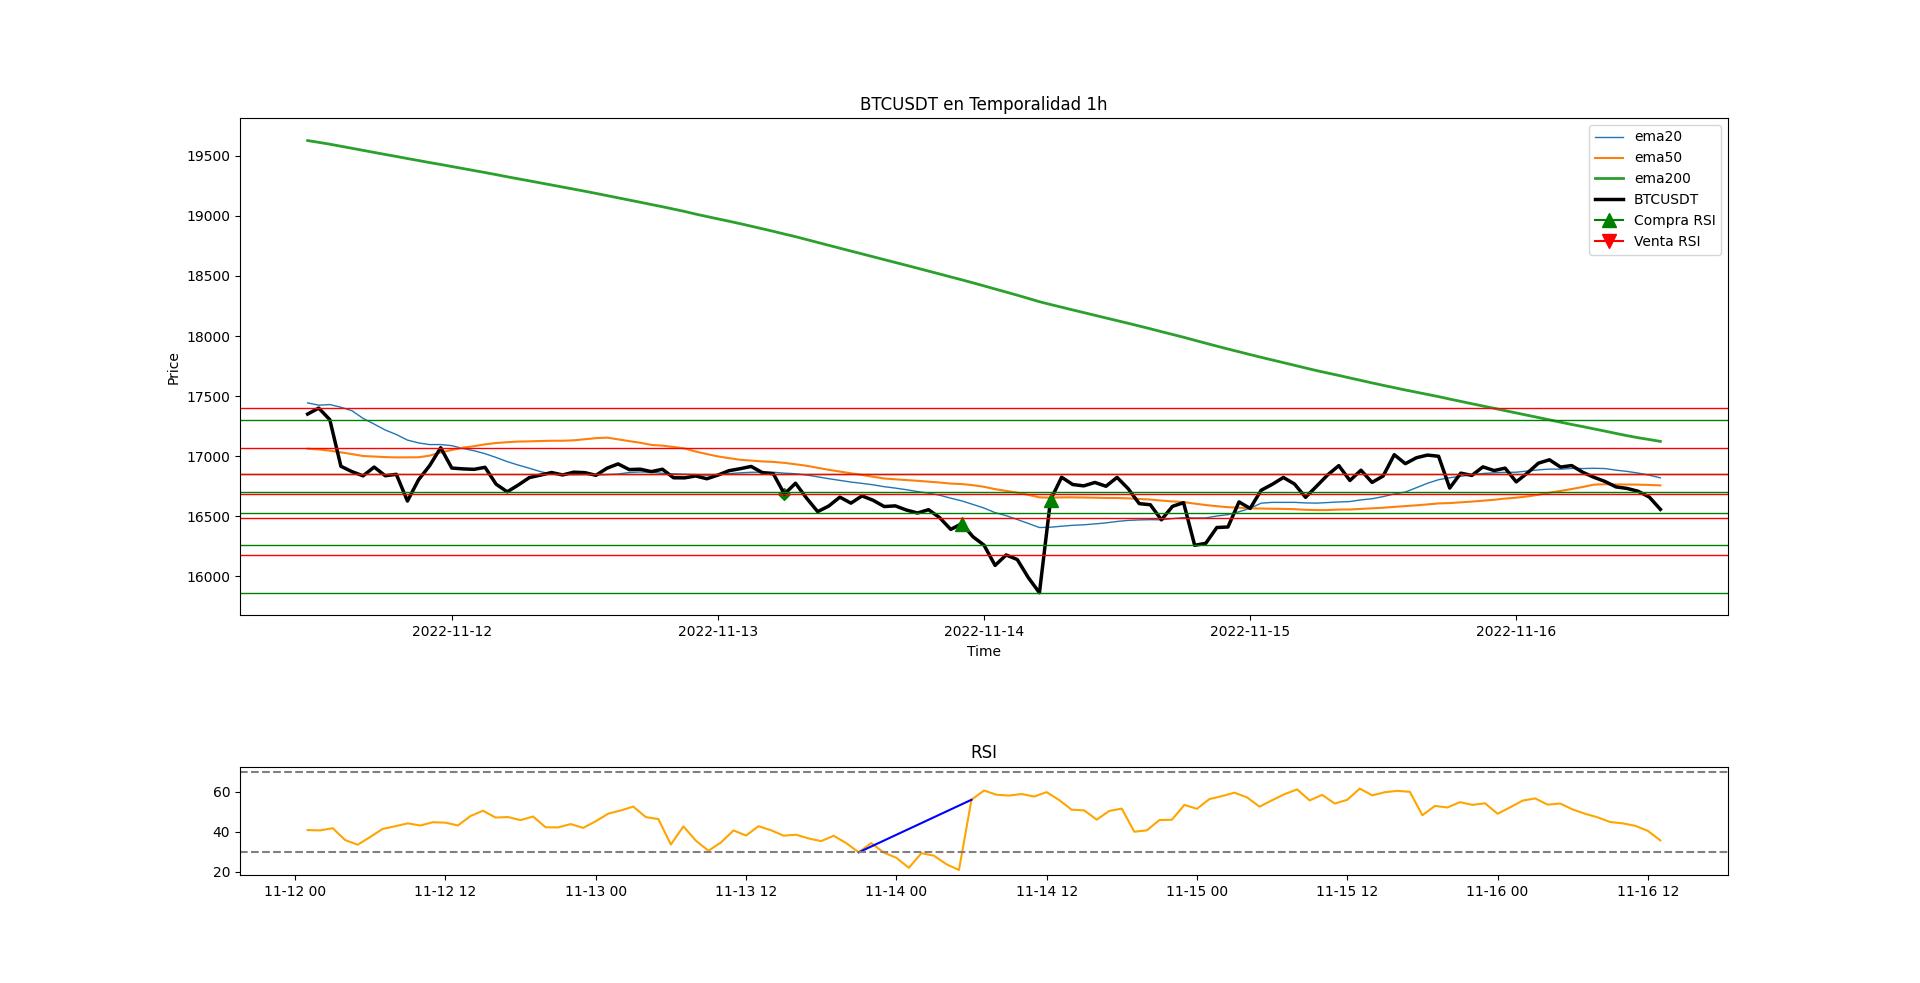 BTCUSDT en Temporalidad 1h
ema20
ema50
ema200
BTCUSDT
Compra RSI
Venta RSI
19500
19000
18500
18000
17500
17000
16500
16000
Price
2022-11-12 2022-11-13 2022-11-14 2022-11-15 2022-11-16
Time
RSI
60
40
20
11-12 00 11-12 12 11-13 00 11-13 12 11-14 00 11-14 12 11-15 00 11-15 12 11-16 00 11-16 12